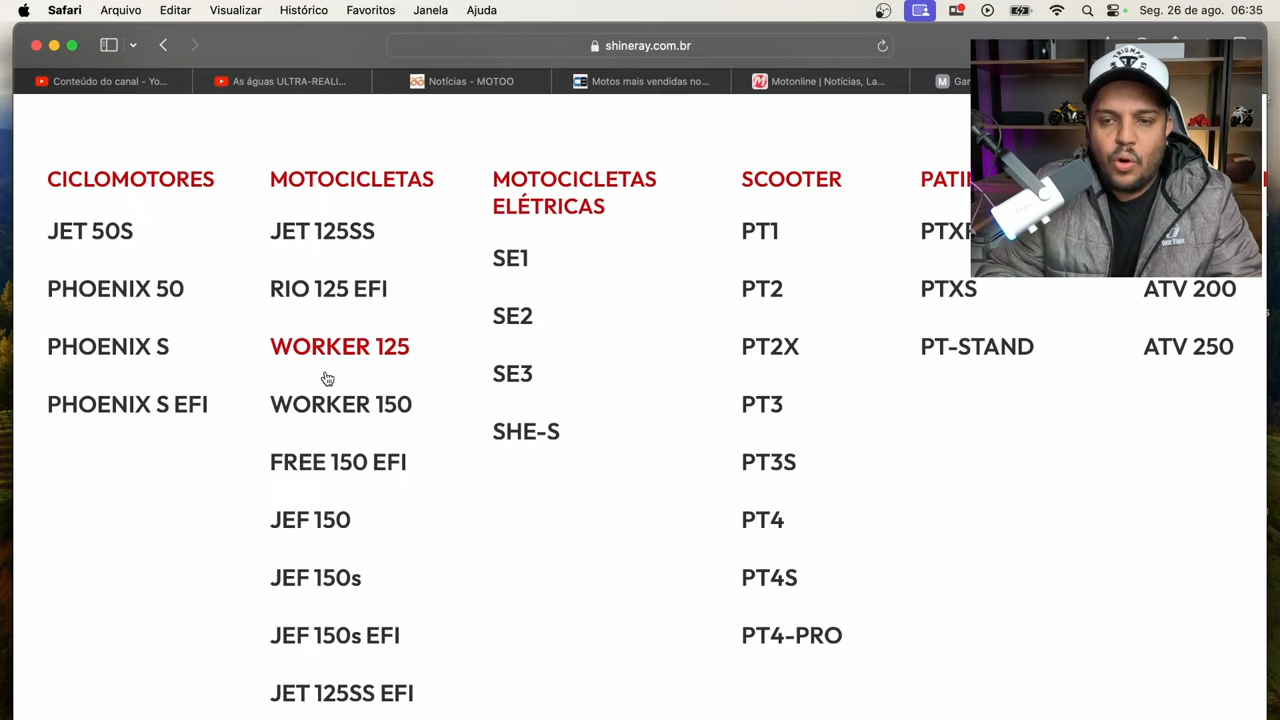 Safari Arquivo Editar Visualizar Histórico Favoritos Janela Ajuda Seg. 26 de ago. 06:35
shineray.com.br
Conteúdo do canal - Yo...
As águas ULTRA-REALI...
Notícias - MOTOO
Motos mais vendidas no...
Motonline | Notícias, La...
CICLOMOTORES
JET 50S
PHOENIX 50
PHOENIX S
PHOENIX S EFI
MOTOCICLETAS
JET 125SS
RIO 125 EFI
WORKER 125
WORKER 150
FREE 150 EFI
JEF 150
JEF 150s
JEF 150s EFI
JET 125SS EFI
MOTOCICLETAS
ELÉTRICAS
SE1
SE2
SE3
SHE-S
SCOOTER
PT1
PT2
PT2X
PT3
PT3S
PT4
PT4S
PT4-PRO
PTXS
PT-STAND
ATV 200
ATV 250
TRIUMPH